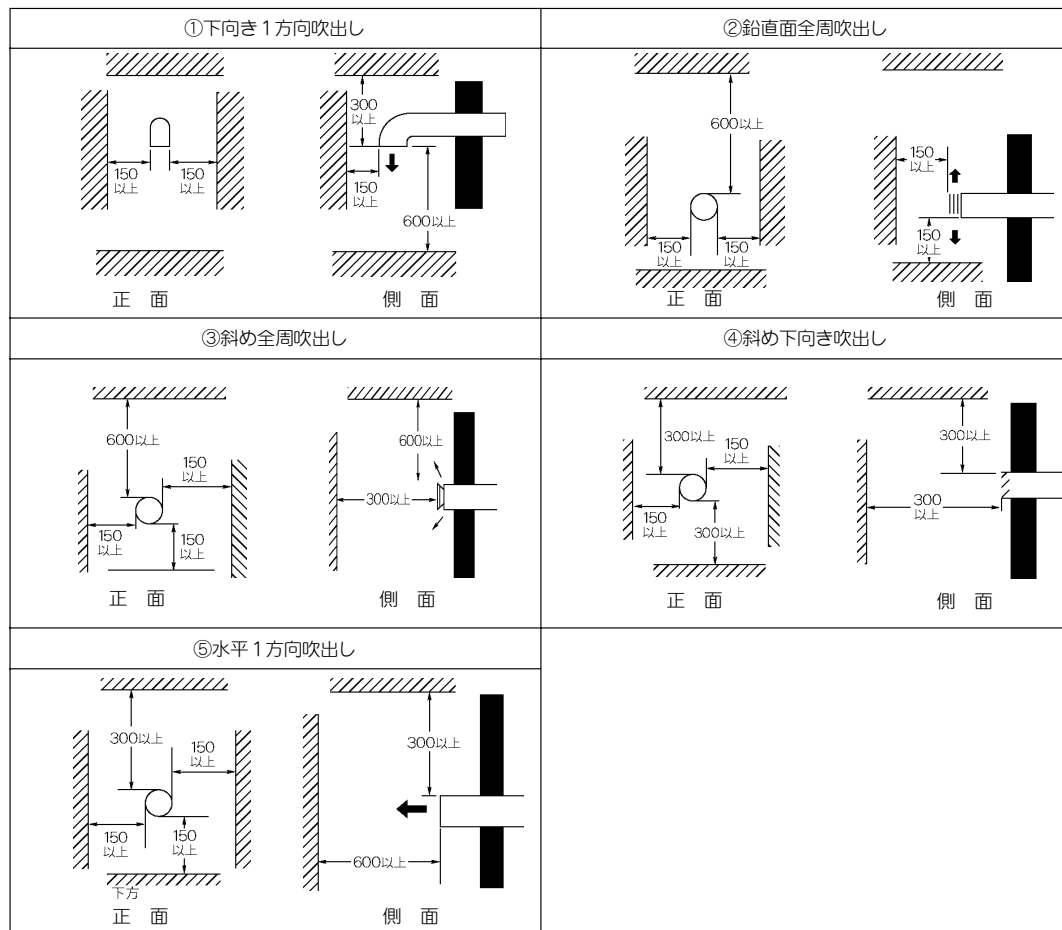 ①下向き1方向吹出し
300
以上
150
以上
150
以上
150
以上
600以上
正 面
側 面
②鉛直面全周吹出し
600以上
150
以上
150
以上
150
以上
150
以上
正 面
側 面
③斜め全周吹出し
600以上
150
以上
150
以上
150
以上
600以上
300以上
正 面
側 面
④斜め下向き吹出し
300以上
150
以上
150
以上
300以上
300以上
300
以上
正 面
側 面
⑤水平1方向吹出し
300以上
150
以上
150
以上
150
以上
下方
300以上
600以上
正 面
側 面